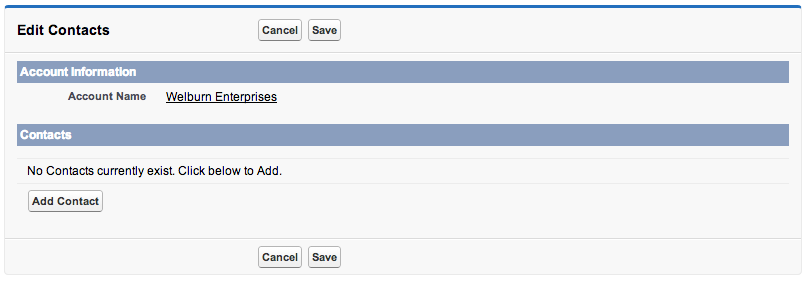 Edit Contacts Cancel Save
Account Information
Account Name Welburn Enterprises
Contacts
No Contacts currently exist. Click below to Add.
Add Contact
Cancel Save